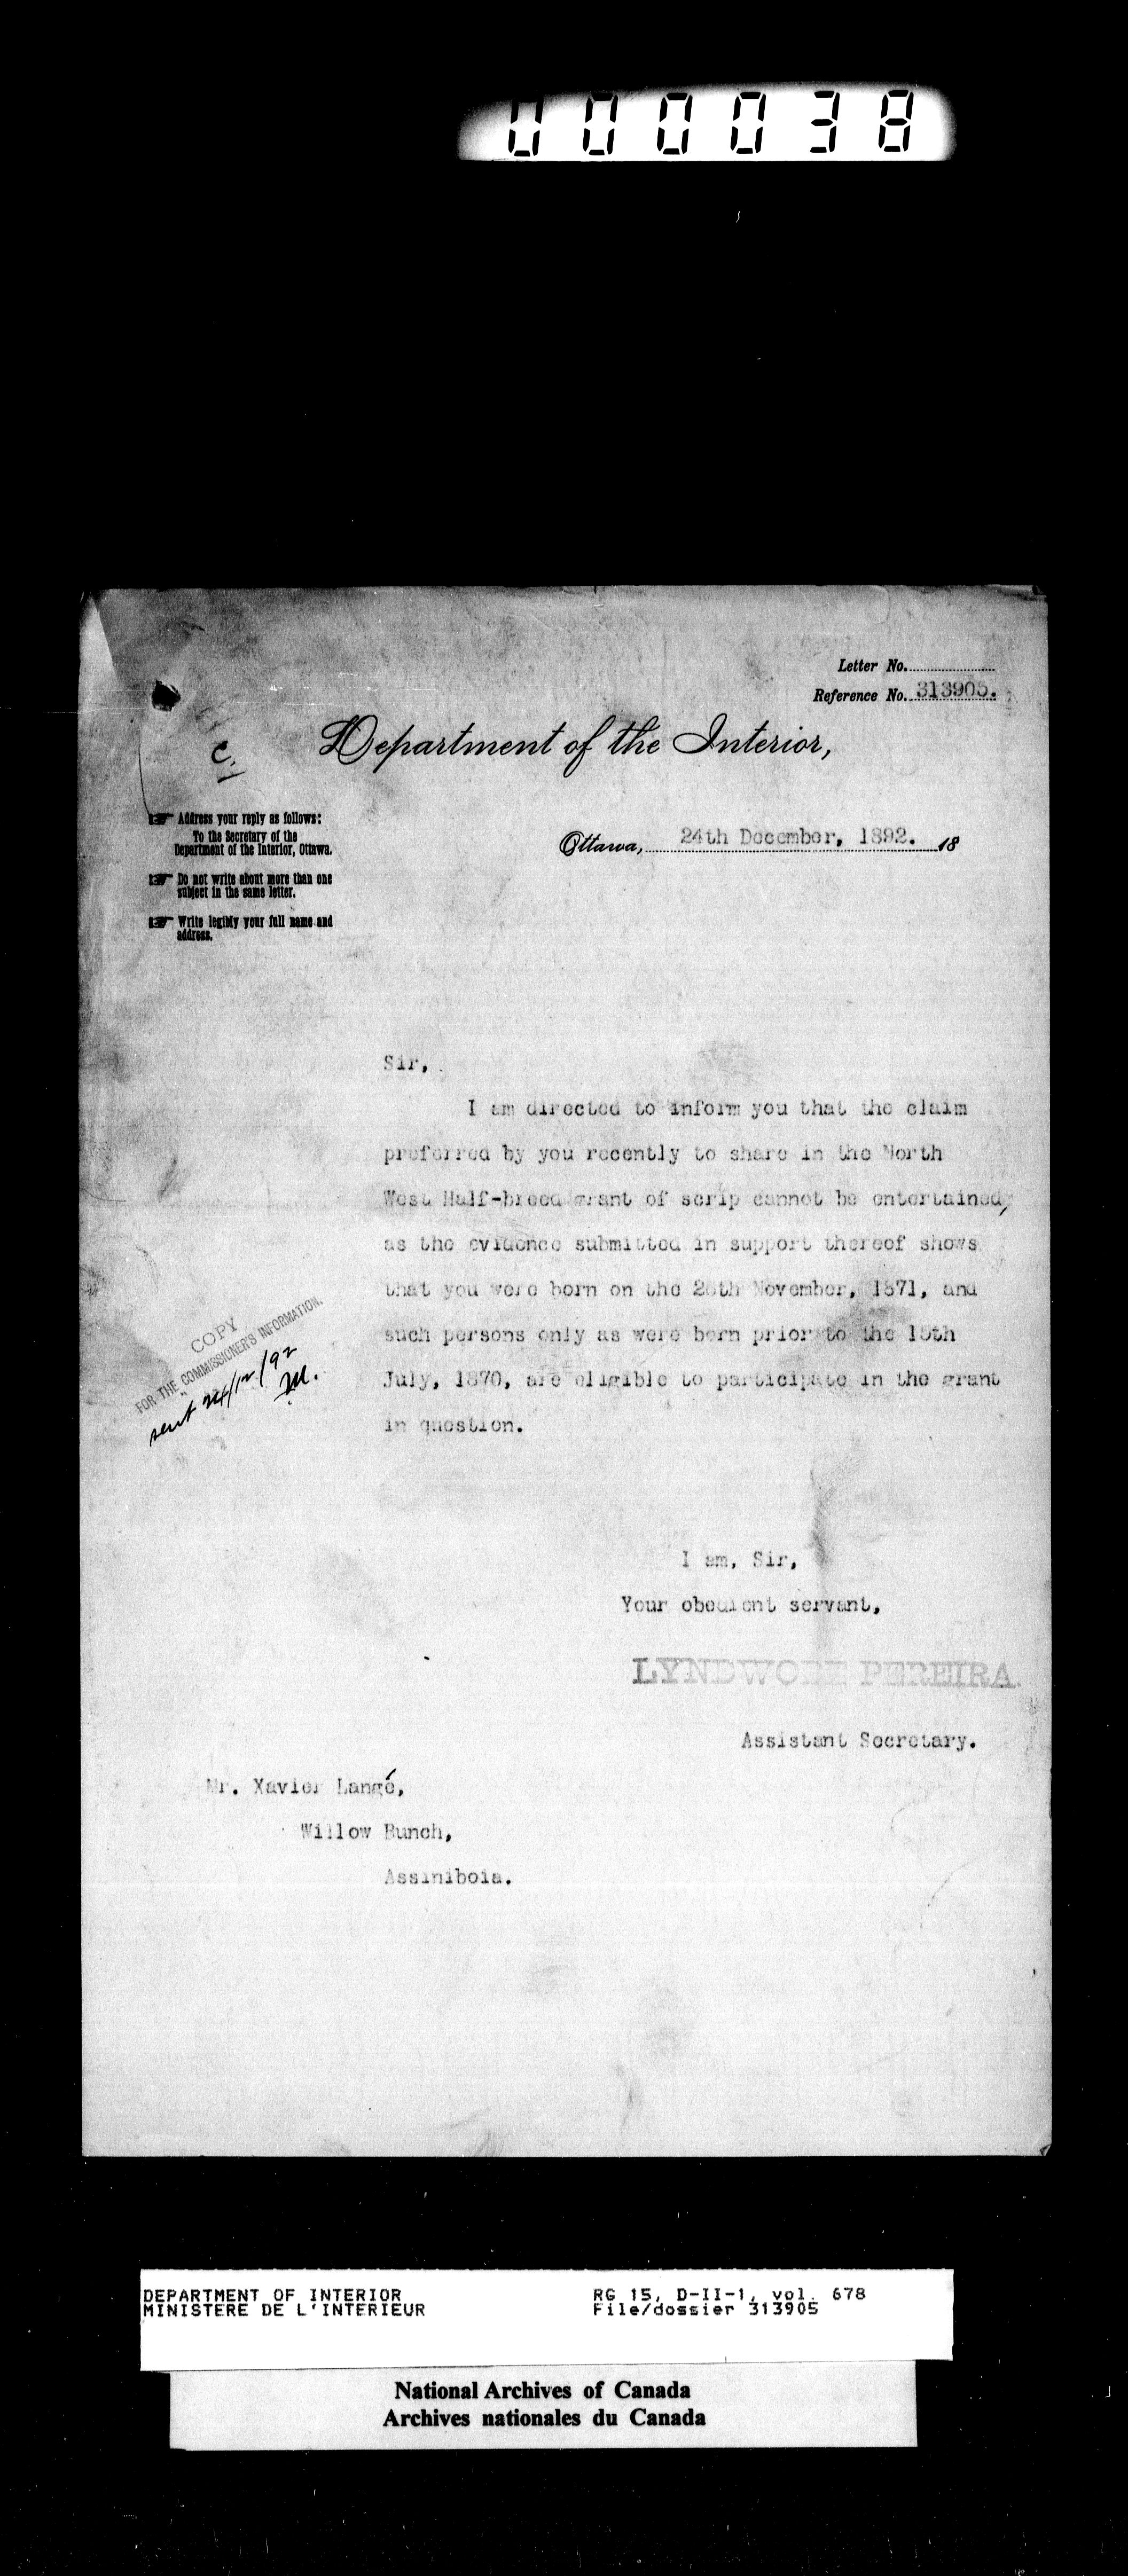 000038
Letter No.
Reference No. 313905.
Department of the Interior,
C.
Address your reply as follows:
To the Secretary of the
Department of the Interior, Ottawa.
Do not write about more than one
subject in the same letter.
Write legibly your full name and
address.
Ottawa, 24th December, 1892. 18
Sir,
I am directed to inform you that the claim
preferred by you recently to share in the North
West Half-breed grant of scrip cannot be entertained,
as the evidence submitted in support thereof shows
that you were born on the November, 1871, and
such persons only as were born prior to the 15th
July, 1870, are eligible to participate in the grant
in question.
COPY
FOR THE COMMISSIONER'S INFORMATION.
sent 24/12/92
M.
I am, Sir,
Your obedient servant,
LYNDWODE PEREIRA.
Assistant Secretary.
Mr. Xavier Langé,
Willow Bunch,
Assiniboia.
DEPARTMENT OF INTERIOR
MINISTERE DE L'INTERIEUR
RG 15, D-II-1, vol. 678
File/dossier 313905
National Archives of Canada
Archives nationales du Canada